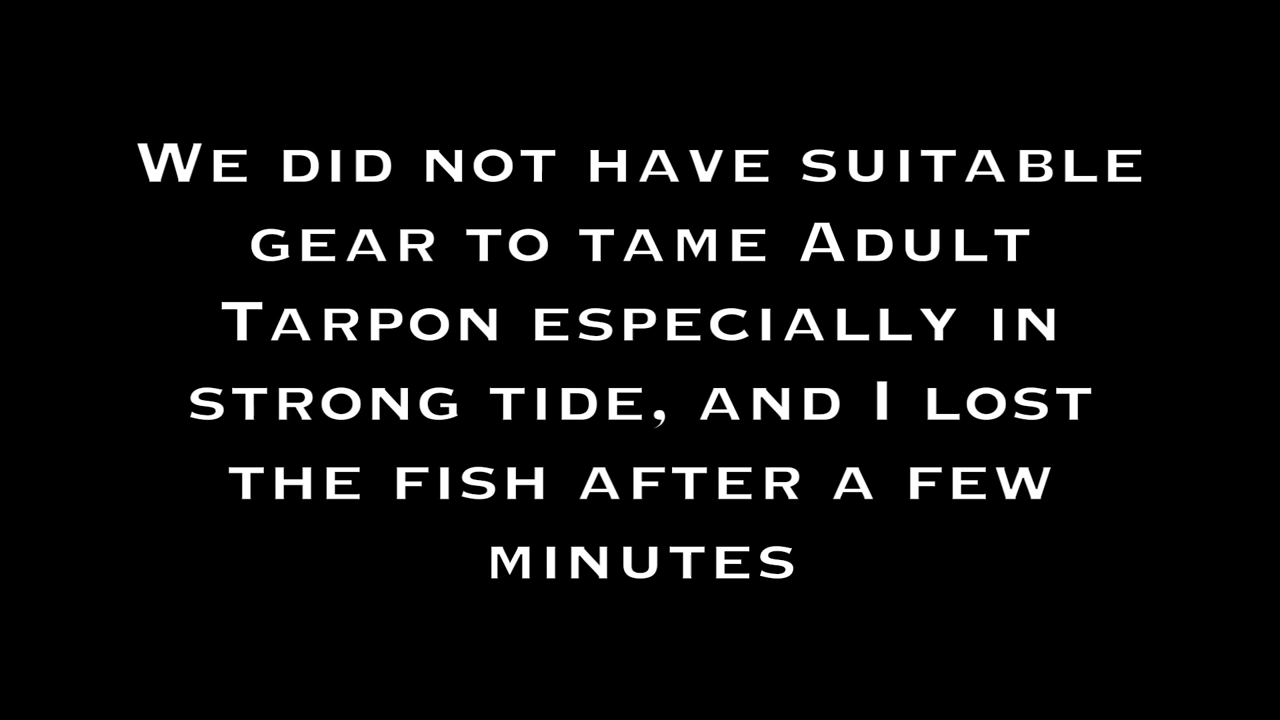 We did not have suitable
gear to tame Adult
Tarpon especially in
strong tide, and I lost
the fish after a few
minutes